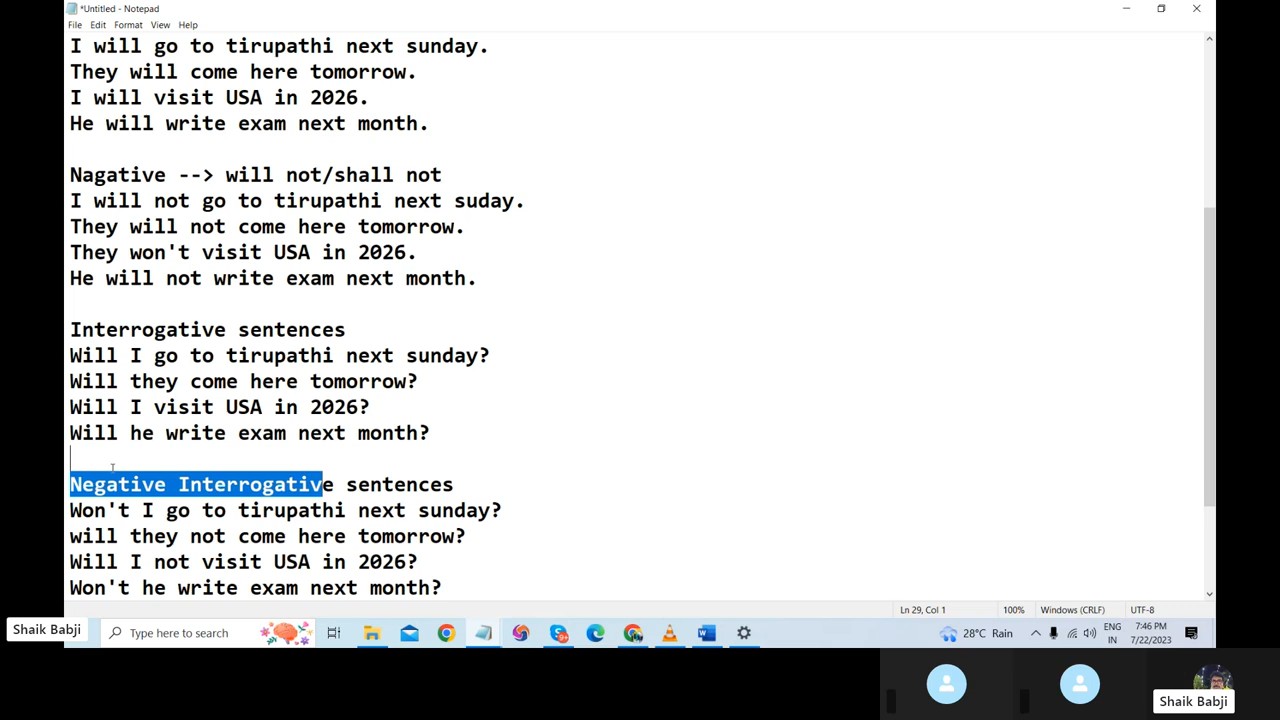 *Untitled - Notepad
File Edit Format View Help
I will go to tirupathi next sunday.
They will come here tomorrow.
I will visit USA in 2026.
He will write exam next month.
Nagative --> will not/shall not
I will not go to tirupathi next suday.
They will not come here tomorrow.
They won't visit USA in 2026.
He will not write exam next month.
Interrogative sentences
Will I go to tirupathi next sunday?
Will they come here tomorrow?
Will I visit USA in 2026?
Will he write exam next month?
Negative Interrogative sentences
Won't I go to tirupathi next sunday?
will they not come here tomorrow?
Will I not visit USA in 2026?
Won't he write exam next month?
Ln 29, Col 1 100% Windows (CRLF) UTF-8
Shaik Babji
Type here to search
28°C Rain
ENG
IN
7:46 PM
7/22/2023
Shaik Babji